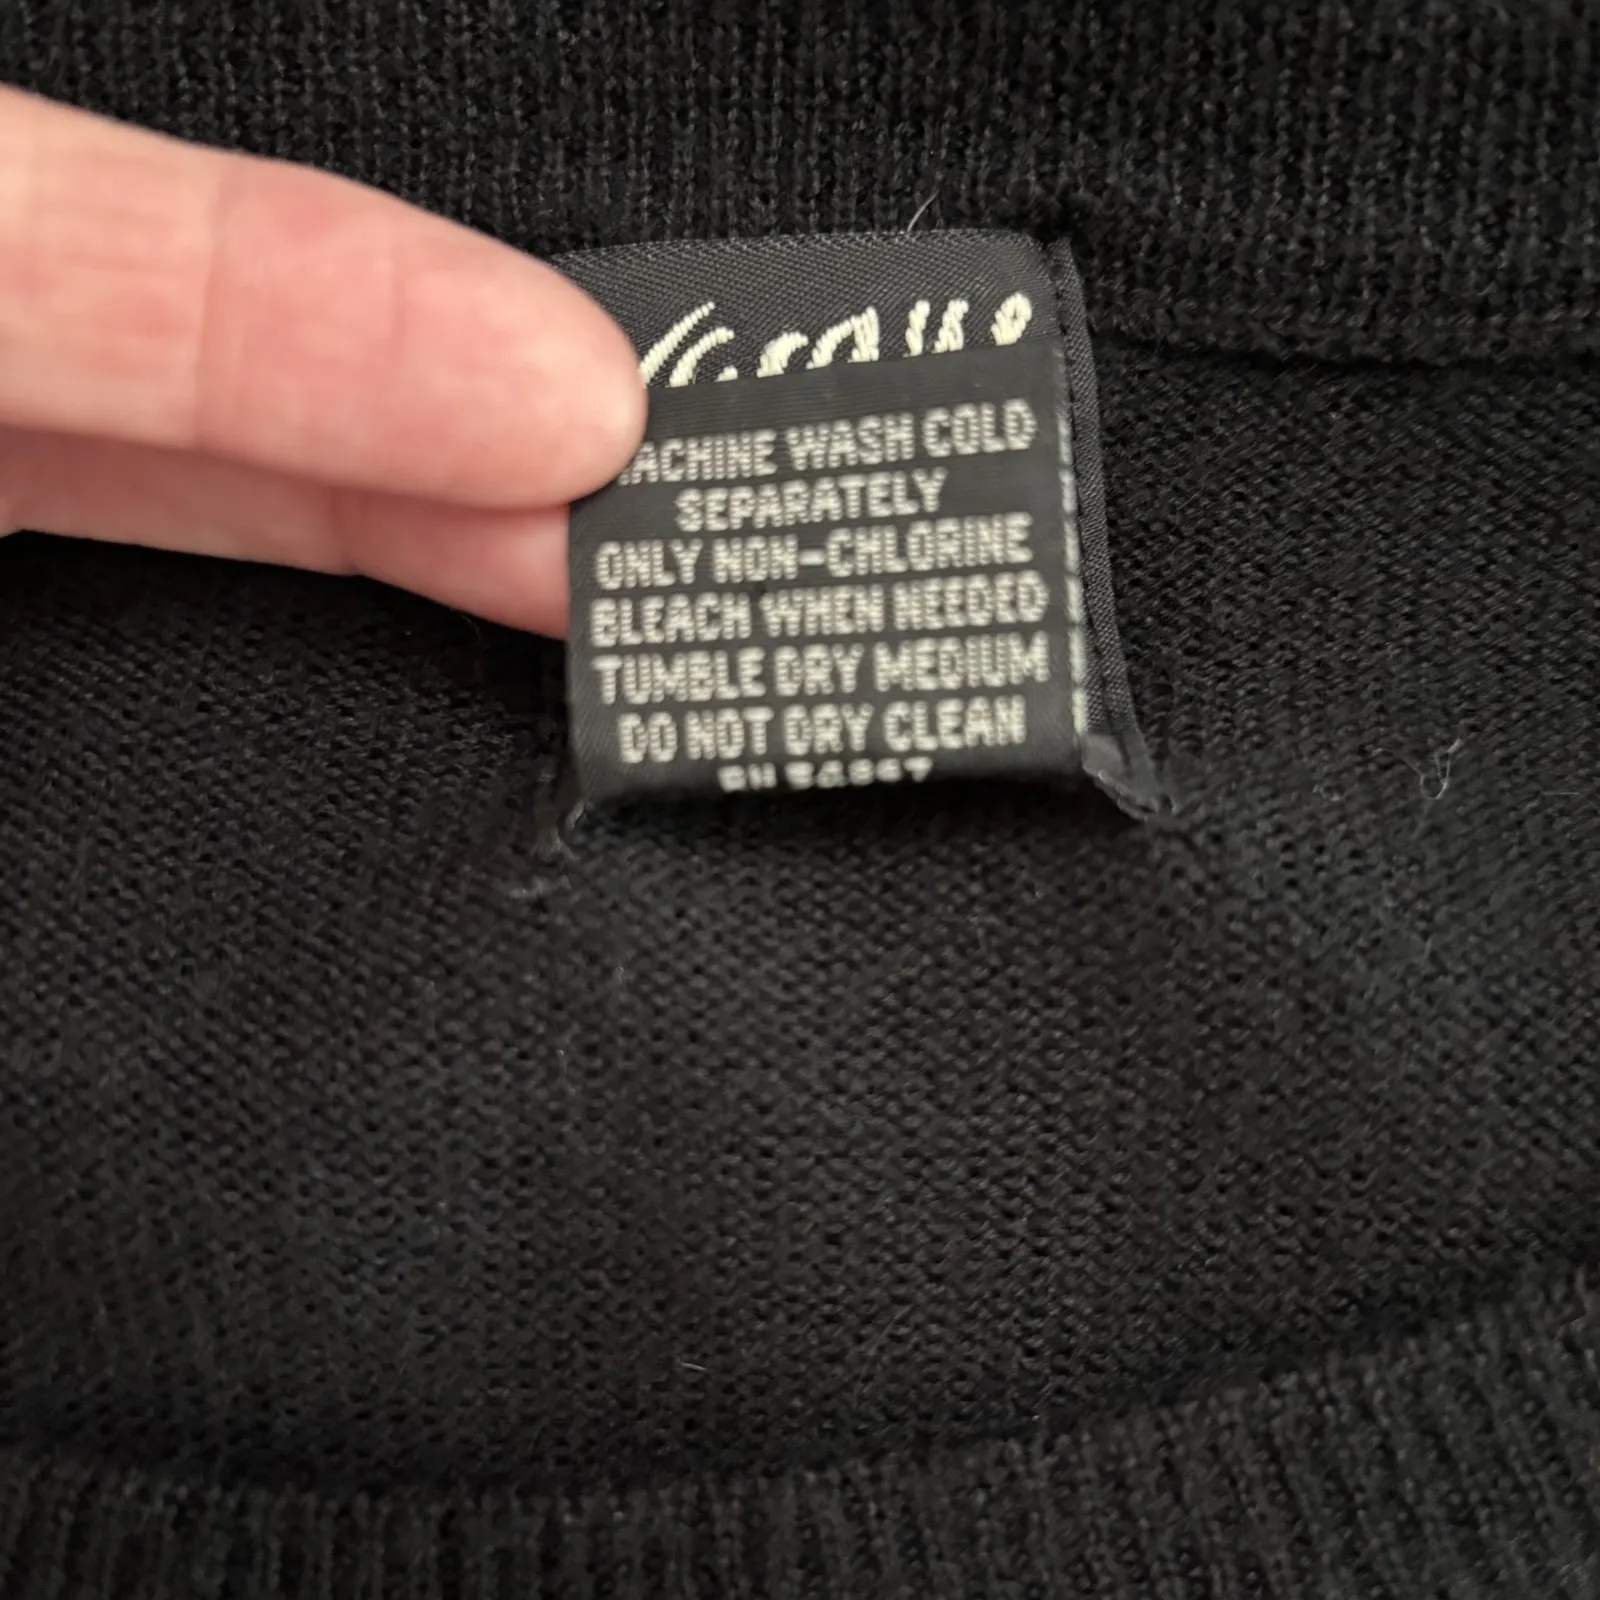 MACHINE WASH COLD
SEPARATELY
ONLY NON-CHLORINE
BLEACH WHEN NEEDED
TUMBLE DRY MEDIUM
DO NOT DRY CLEAN